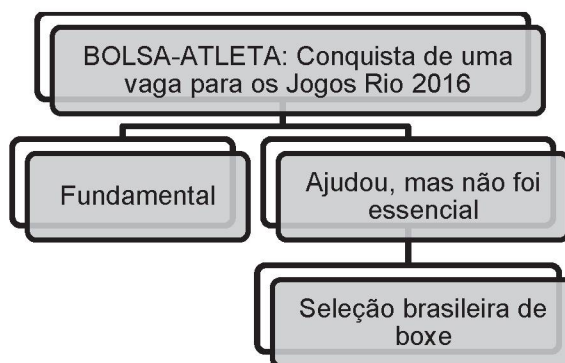 BOLSA-ATLETA: Conquista de uma
vaga para os Jogos Rio 2016
Fundamental
Ajudou, mas não foi
essencial
Seleção brasileira de
boxe